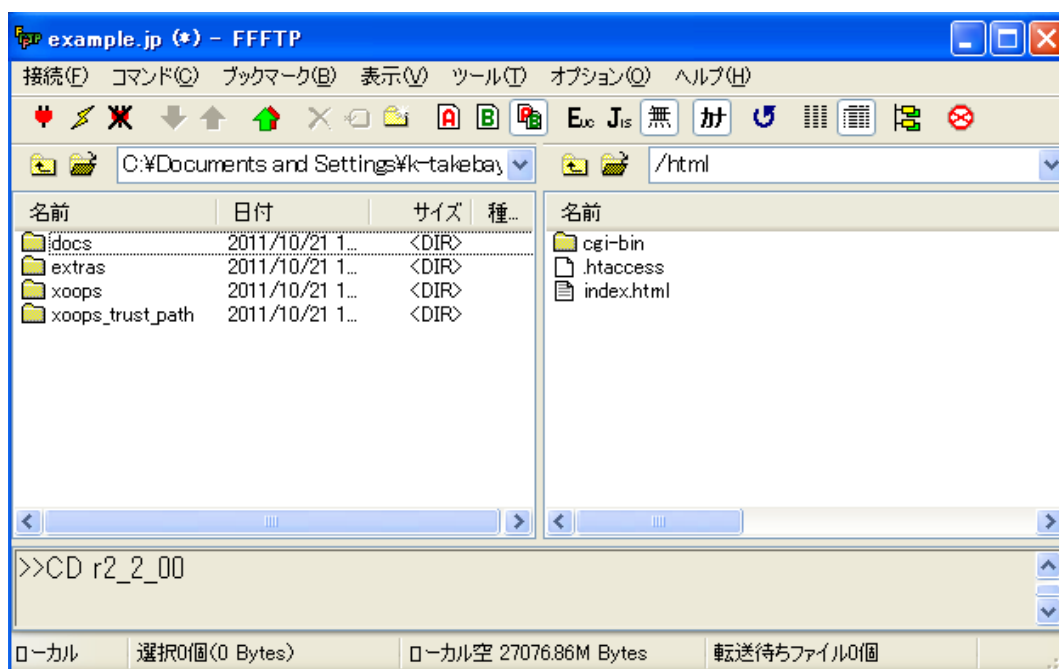 example.jp (*) - FFFTP
接続(F) コマンド(C) ブックマーク(B) 表示(V) ツール(T) オプション(O) ヘルプ(H)
A B B EUC JIS 無 カナ
C:¥Documents and Settings¥k-takebay /html
名前 日付 サイズ 種... 名前
docs 2011/10/21 1... <DIR> cgi-bin
extras 2011/10/21 1... <DIR> .htaccess
xoops 2011/10/21 1... <DIR> index.html
xoops_trust_path 2011/10/21 1... <DIR>
>>CD r2_2_00
ローカル 選択0個(0 Bytes) ローカル空 27076.86M Bytes 転送待ちファイル0個